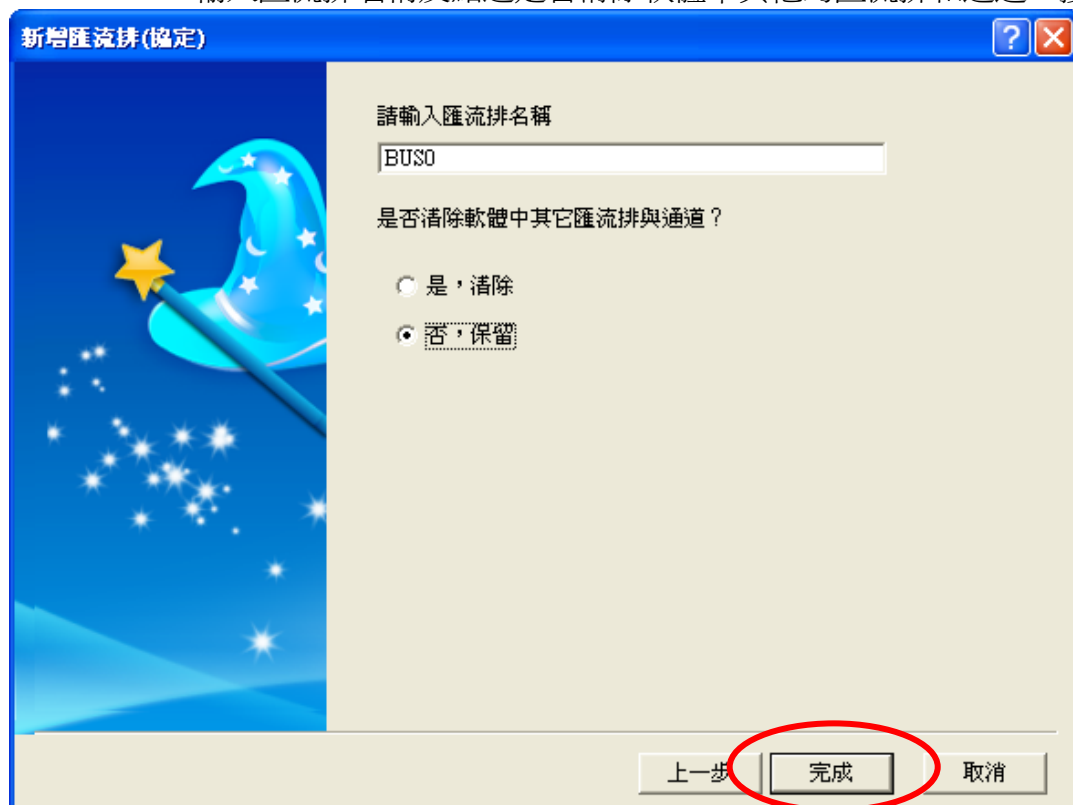 新增匯流排(協定)
請輸入匯流排名稱
BUS0
是否清除軟體中其它匯流排與通道？
是，清除
否，保留
上一步
完成
取消